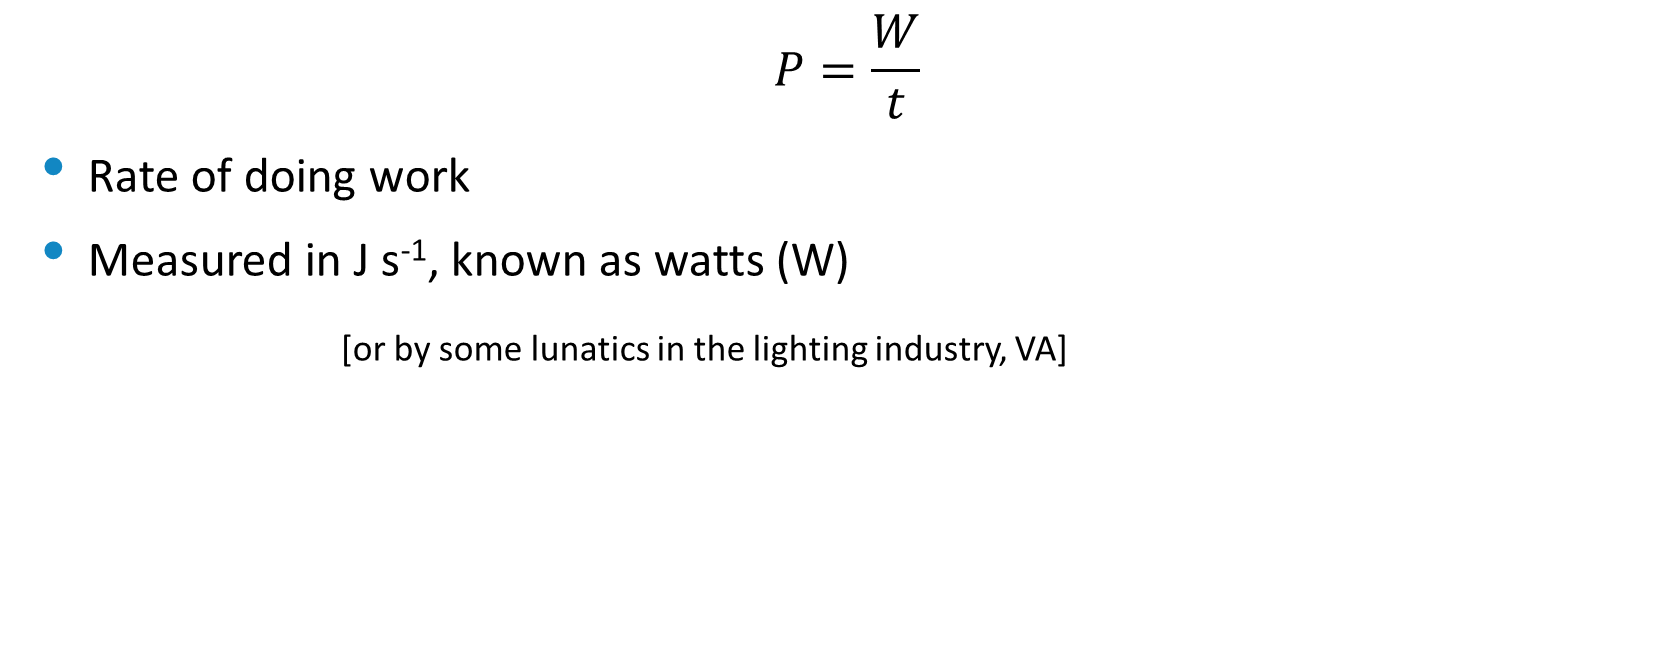 P = W/t
• Rate of doing work
• Measured in J s⁻¹, known as watts (W)
[or by some lunatics in the lighting industry, VA]